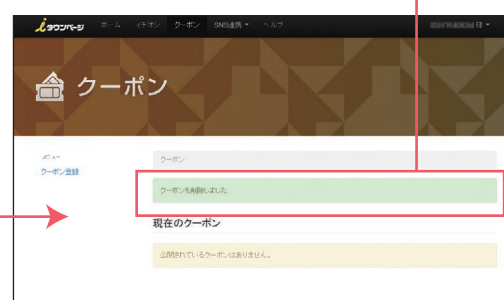 iタウンページ
ホーム イチオシ クーポン SNS連携 ヘルプ
様
クーポン
メニュー
クーポン登録
クーポン
クーポンを削除しました
現在のクーポン
公開されているクーポンはありません。